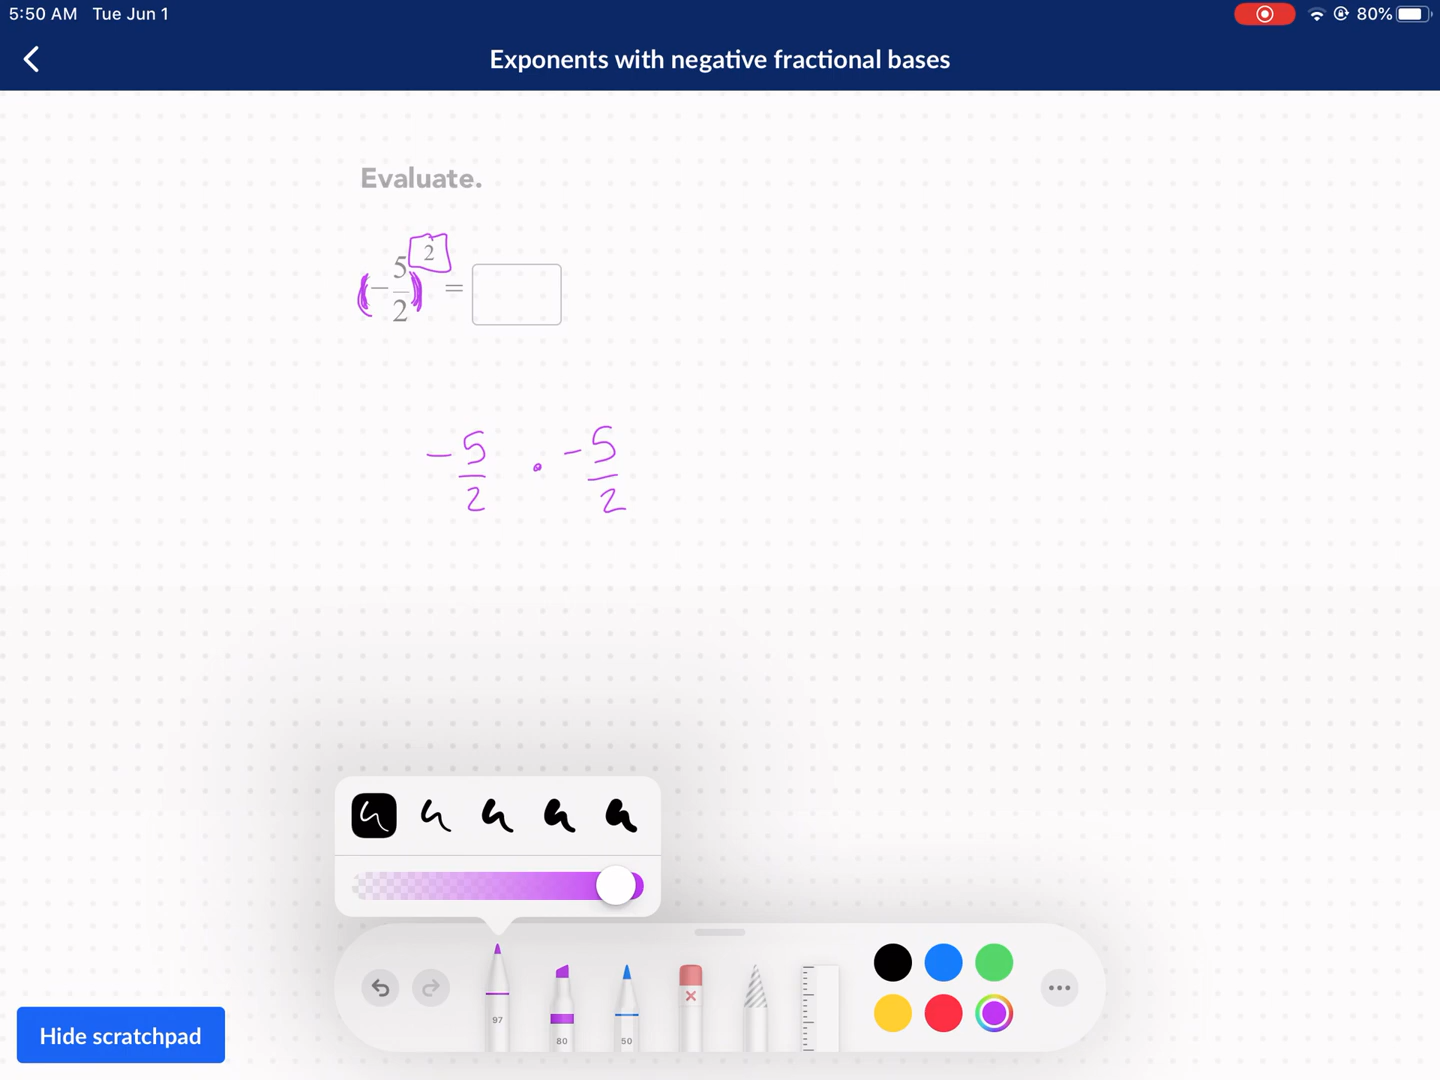 5:50 AM Tue Jun 1
80%
Exponents with negative fractional bases
Evaluate.
(-5/2)^2 =
-5/2 · -5/2
97
80
50
Hide scratchpad